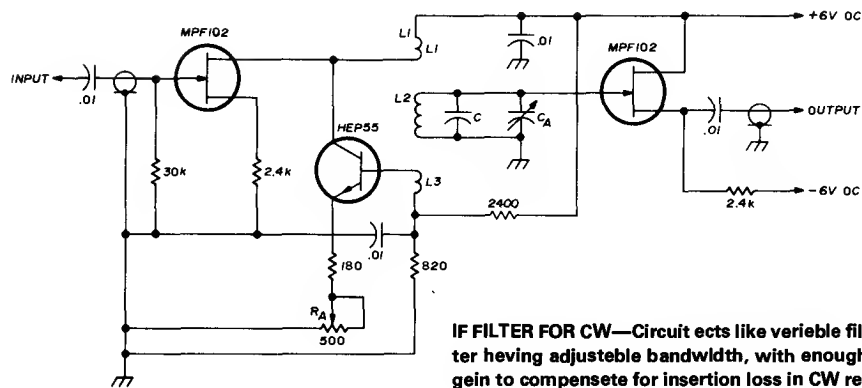 MPF102
INPUT
.01
30k
2.4k
HEP55
L1
L1
.01
+6V DC
MPF102
L2
C
CA
.01
OUTPUT
L3
2400
2.4k
-6V DC
.01
180
820
RA
500
IF FILTER FOR CW—Circuit ects like verieble fil-
ter heving adjusteble bandwidth, with enough
gein to compensete for insertion loss in CW re